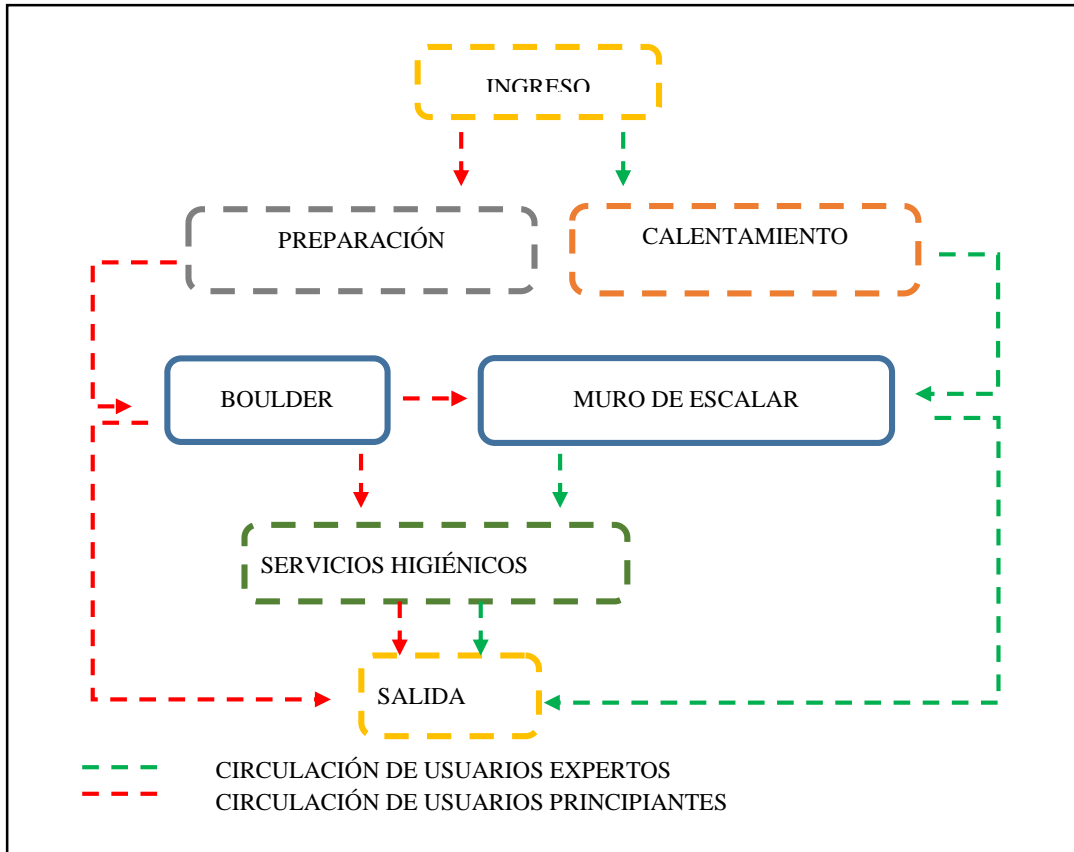 INGRESO
PREPARACIÓN
CALENTAMIENTO
BOULDER
MURO DE ESCALAR
SERVICIOS HIGIÉNICOS
SALIDA
CIRCULACIÓN DE USUARIOS EXPERTOS
CIRCULACIÓN DE USUARIOS PRINCIPIANTES